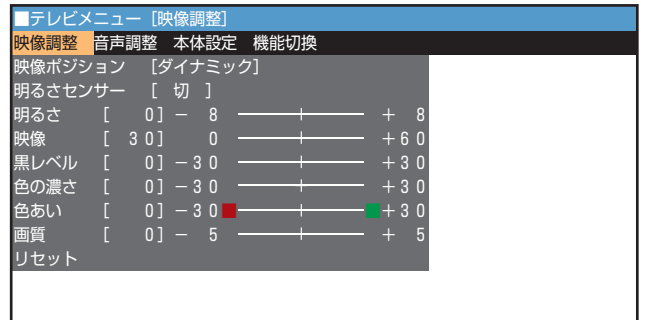 ■テレビメニュー［映像調整］
映像調整 音声調整 本体設定 機能切換
映像ポジション ［ダイナミック］
明るさセンサー ［ 切 ］
明るさ ［ 0］ － 8 ＋ 8
映像 ［ 30］ 0 ＋60
黒レベル ［ 0］ －30 ＋30
色の濃さ ［ 0］ －30 ＋30
色あい ［ 0］ －30 ＋30
画質 ［ 0］ － 5 ＋ 5
リセット